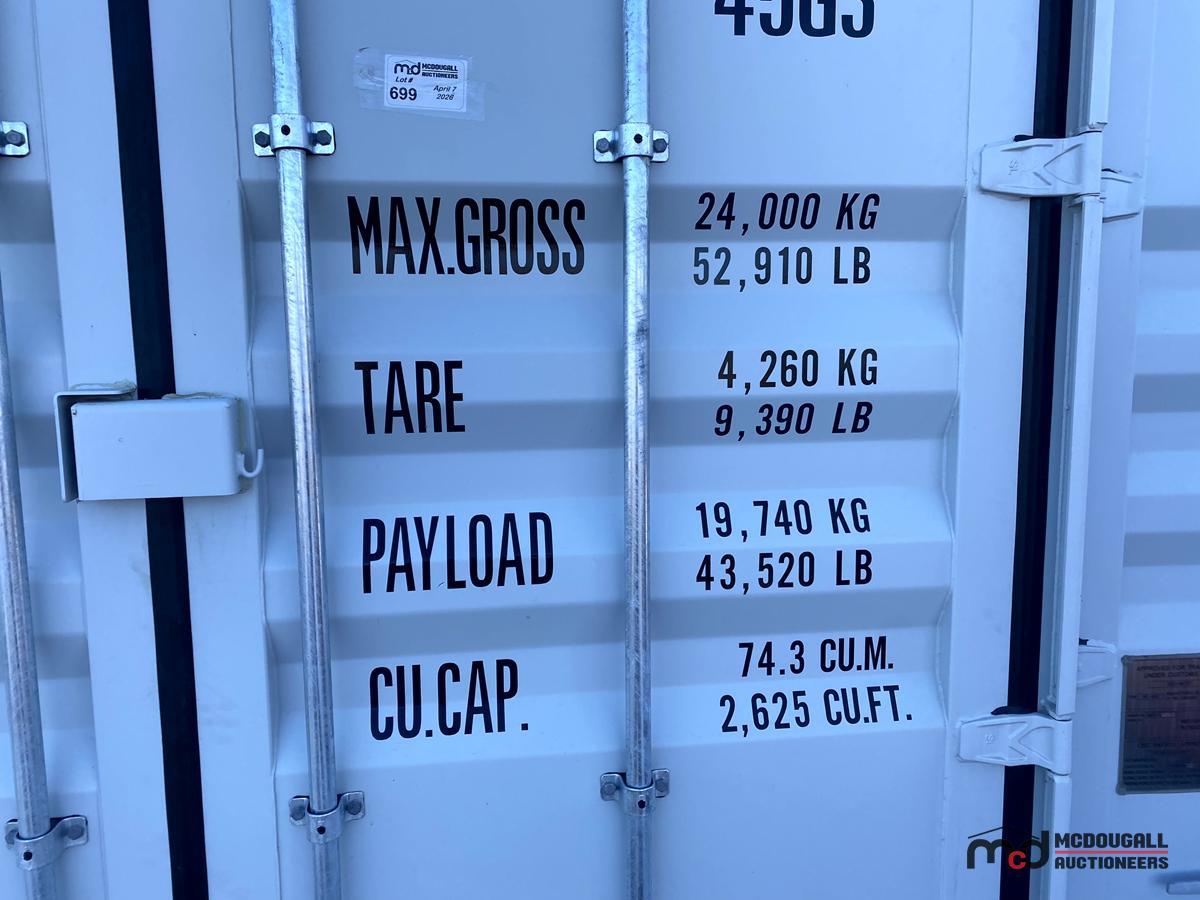 45G3
mcd MCDOUGALL AUCTIONEERS
Lot #
699
April 7
2026
MAX.GROSS 24,000 KG
52,910 LB
TARE 4,260 KG
9,390 LB
PAYLOAD 19,740 KG
43,520 LB
CU.CAP. 74.3 CU.M.
2,625 CU.FT.
mcd MCDOUGALL
AUCTIONEERS